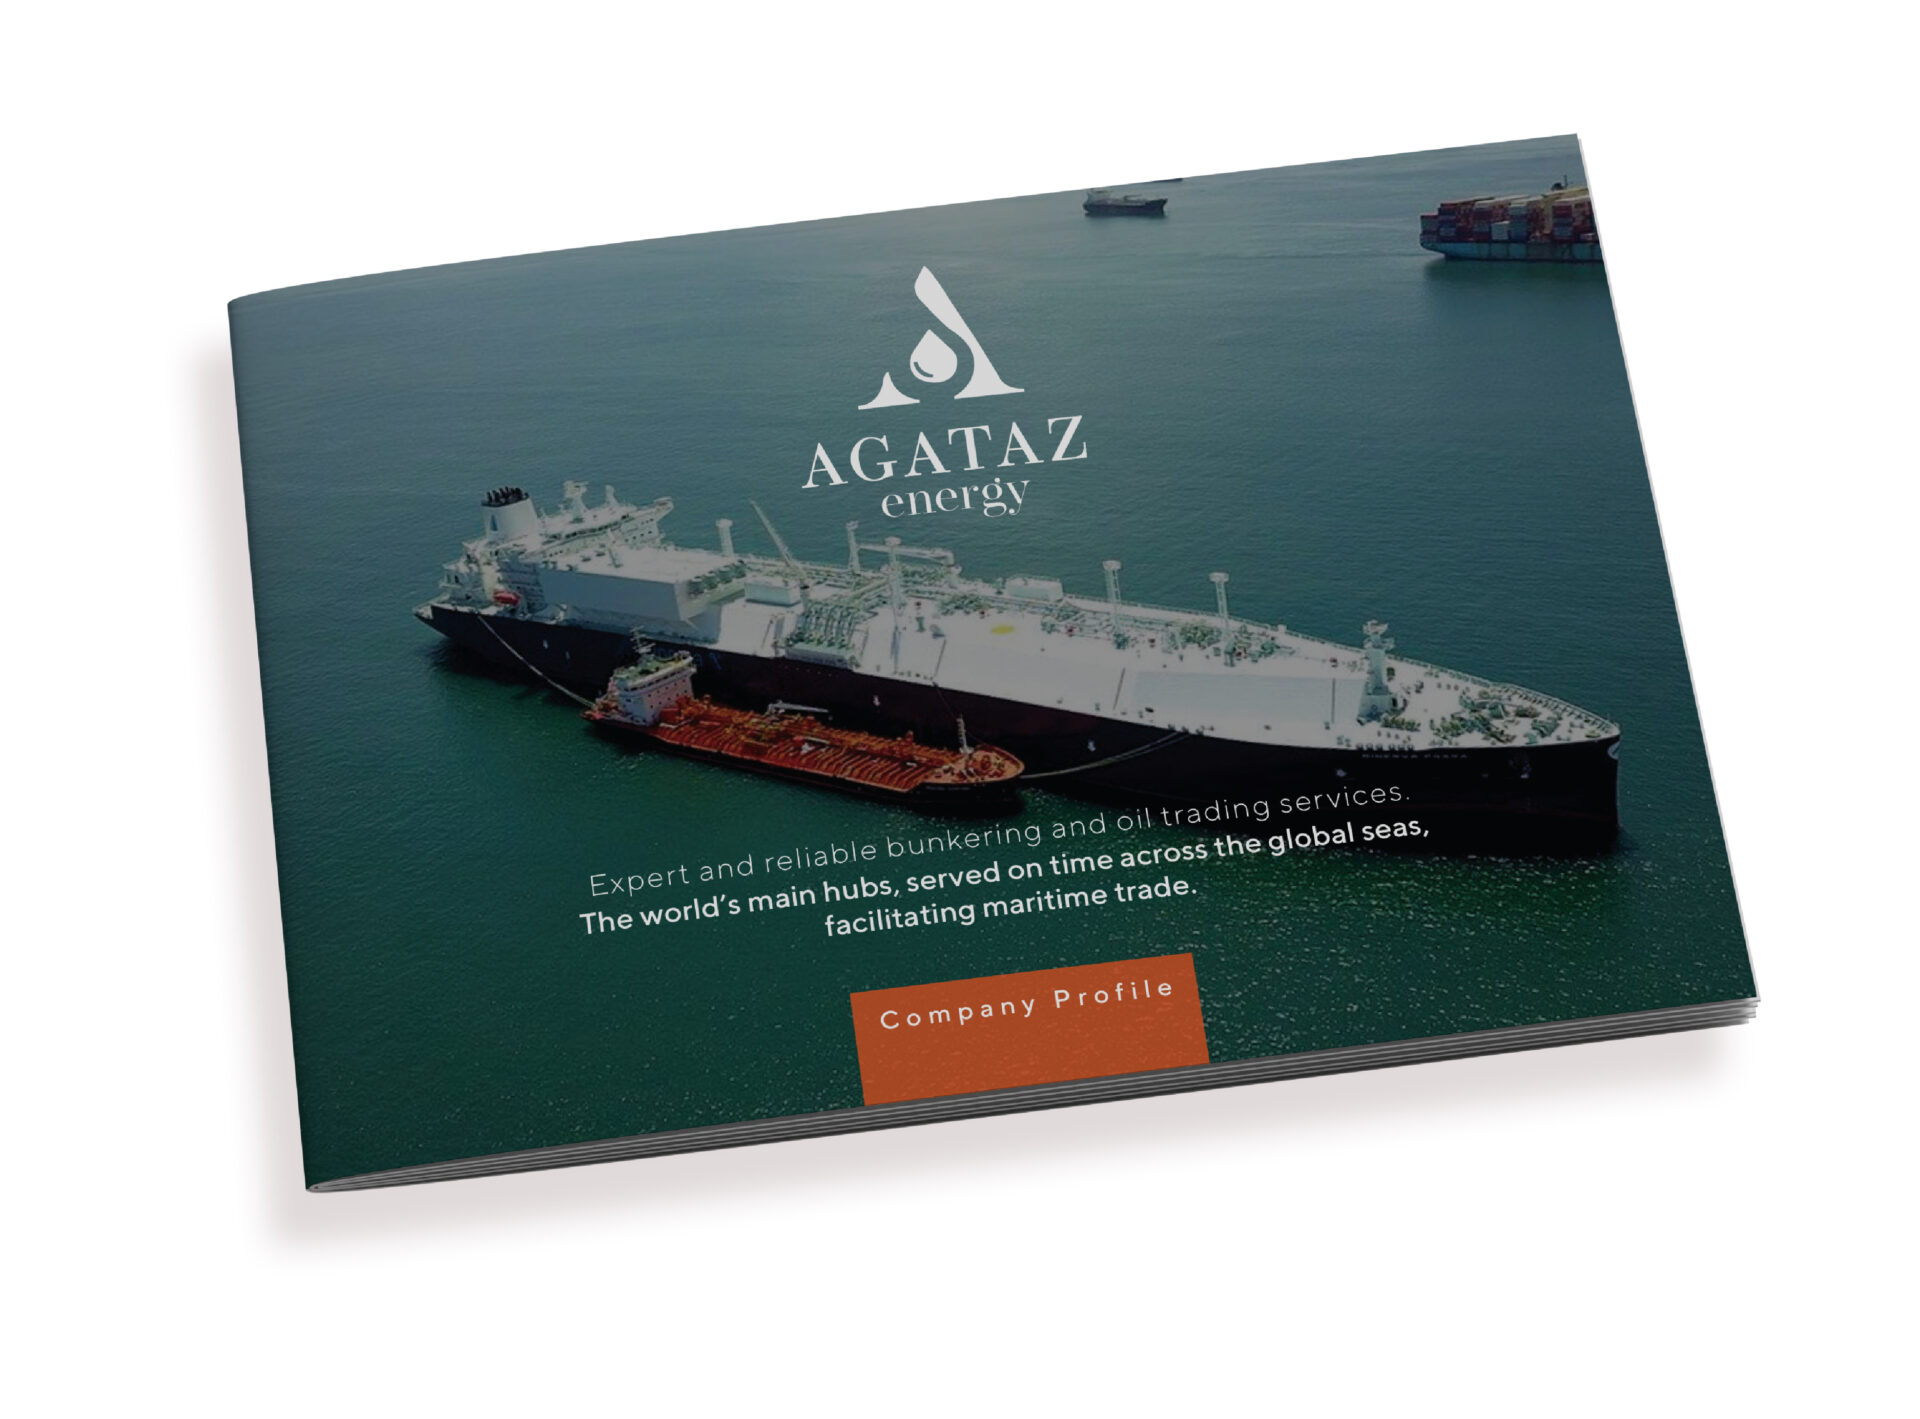 AGATAZ
energy
Expert and reliable bunkering and oil trading services.
The world's main hubs, served on time across the global seas,
facilitating maritime trade.
Company Profile